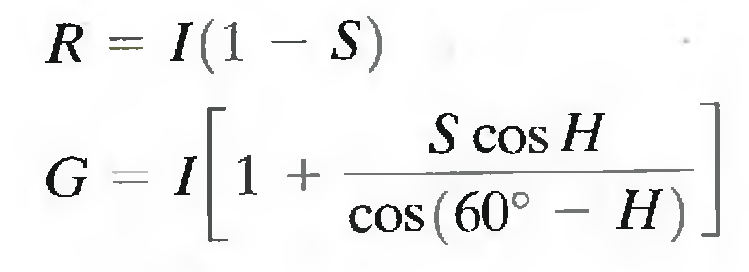 R = I(1 − S)
G = I[1 + S cos H / cos(60° − H)]